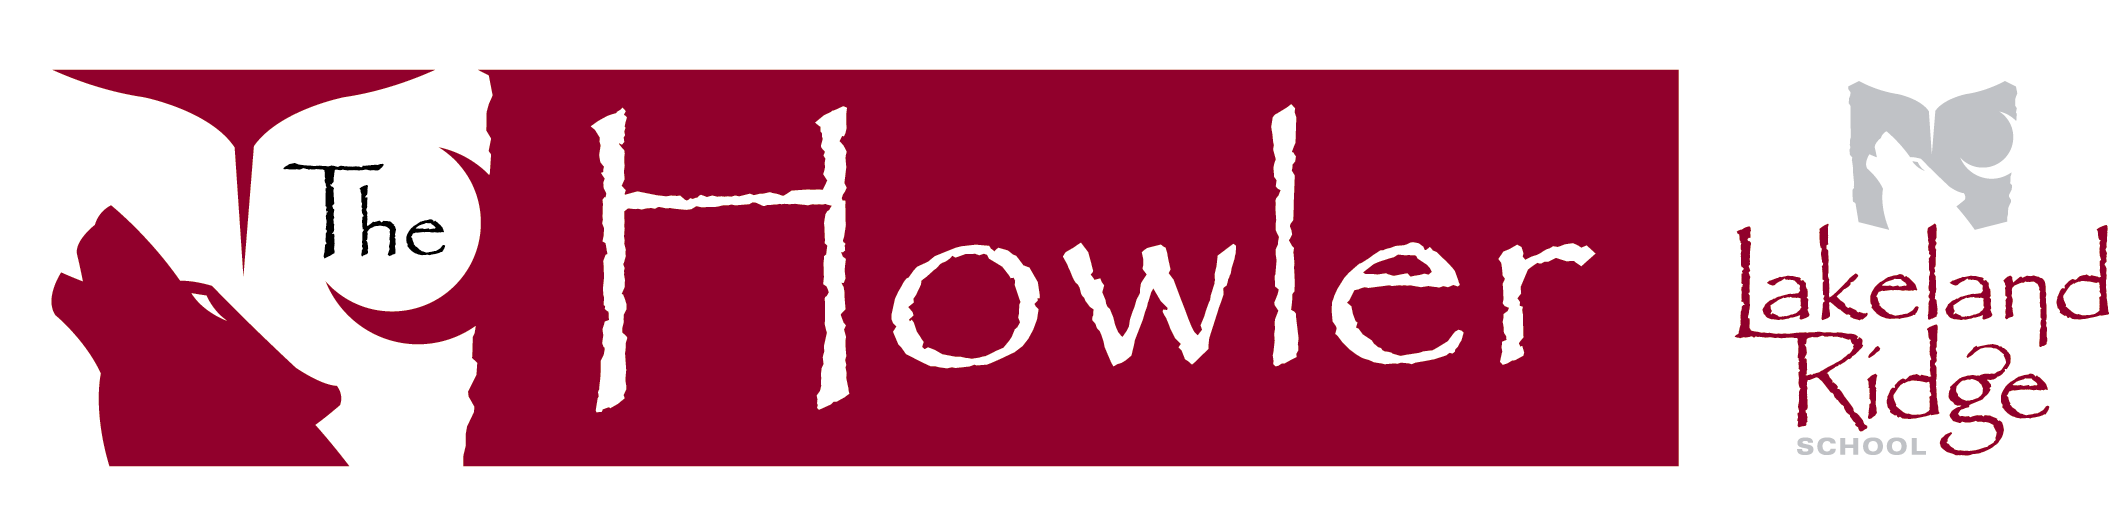 The
Howler
Lakeland
Ridge
SCHOOL